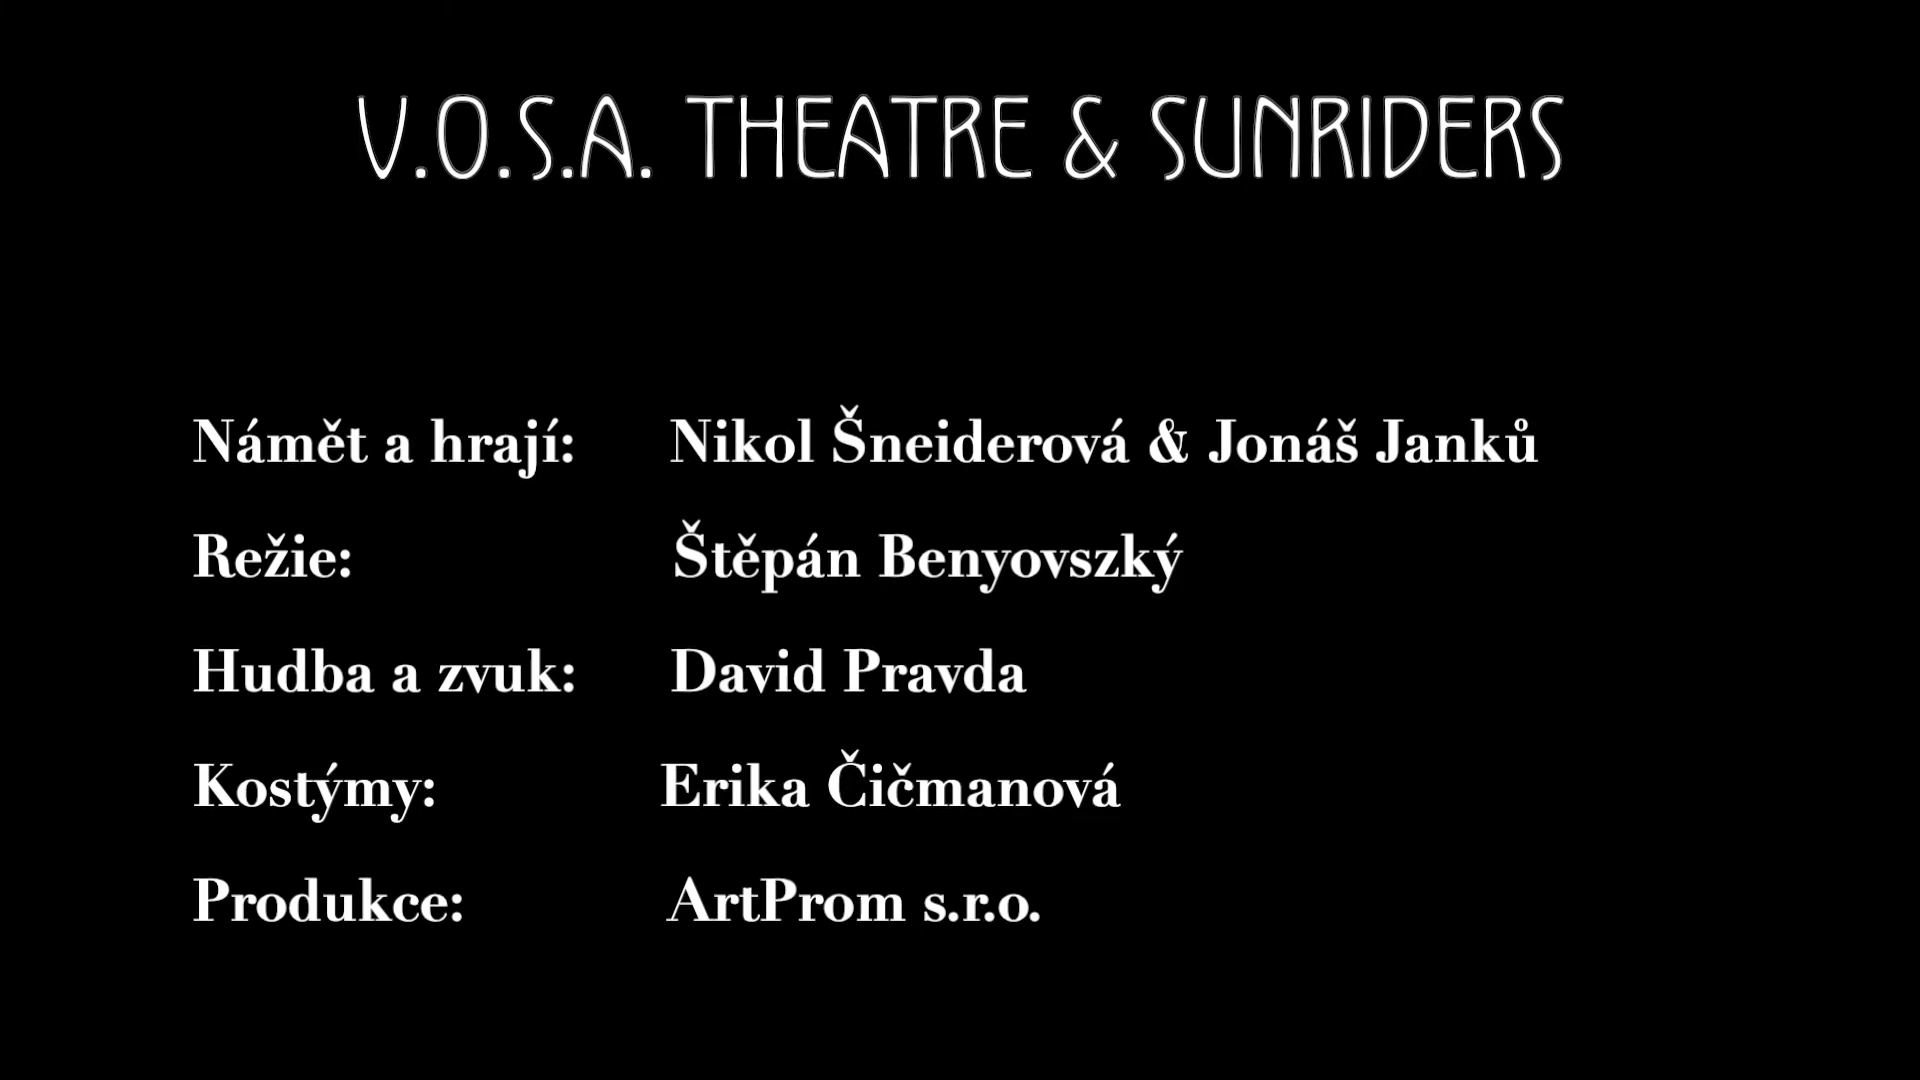 V.O.S.A. THEATRE & SUNRIDERS
Námět a hrají: Nikol Šneiderová & Jonáš Janků
Režie: Štěpán Benyovszký
Hudba a zvuk: David Pravda
Kostýmy: Erika Čičmanová
Produkce: ArtProm s.r.o.